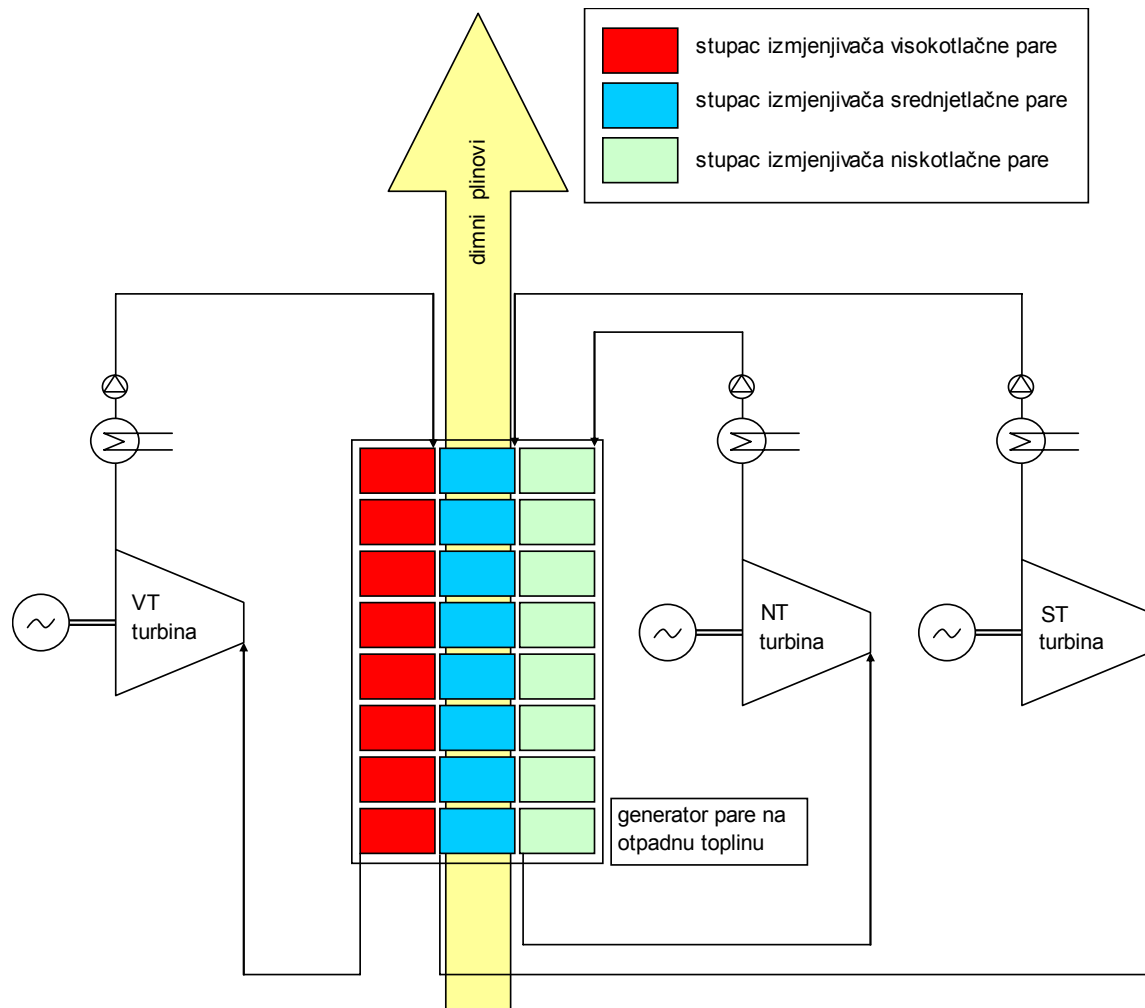 stupac izmjenjivača visokotlačne pare
stupac izmjenjivača srednjetlačne pare
stupac izmjenjivača niskotlačne pare
dimni plinovi
VT
turbina
NT
turbina
ST
turbina
generator pare na
otpadnu toplinu